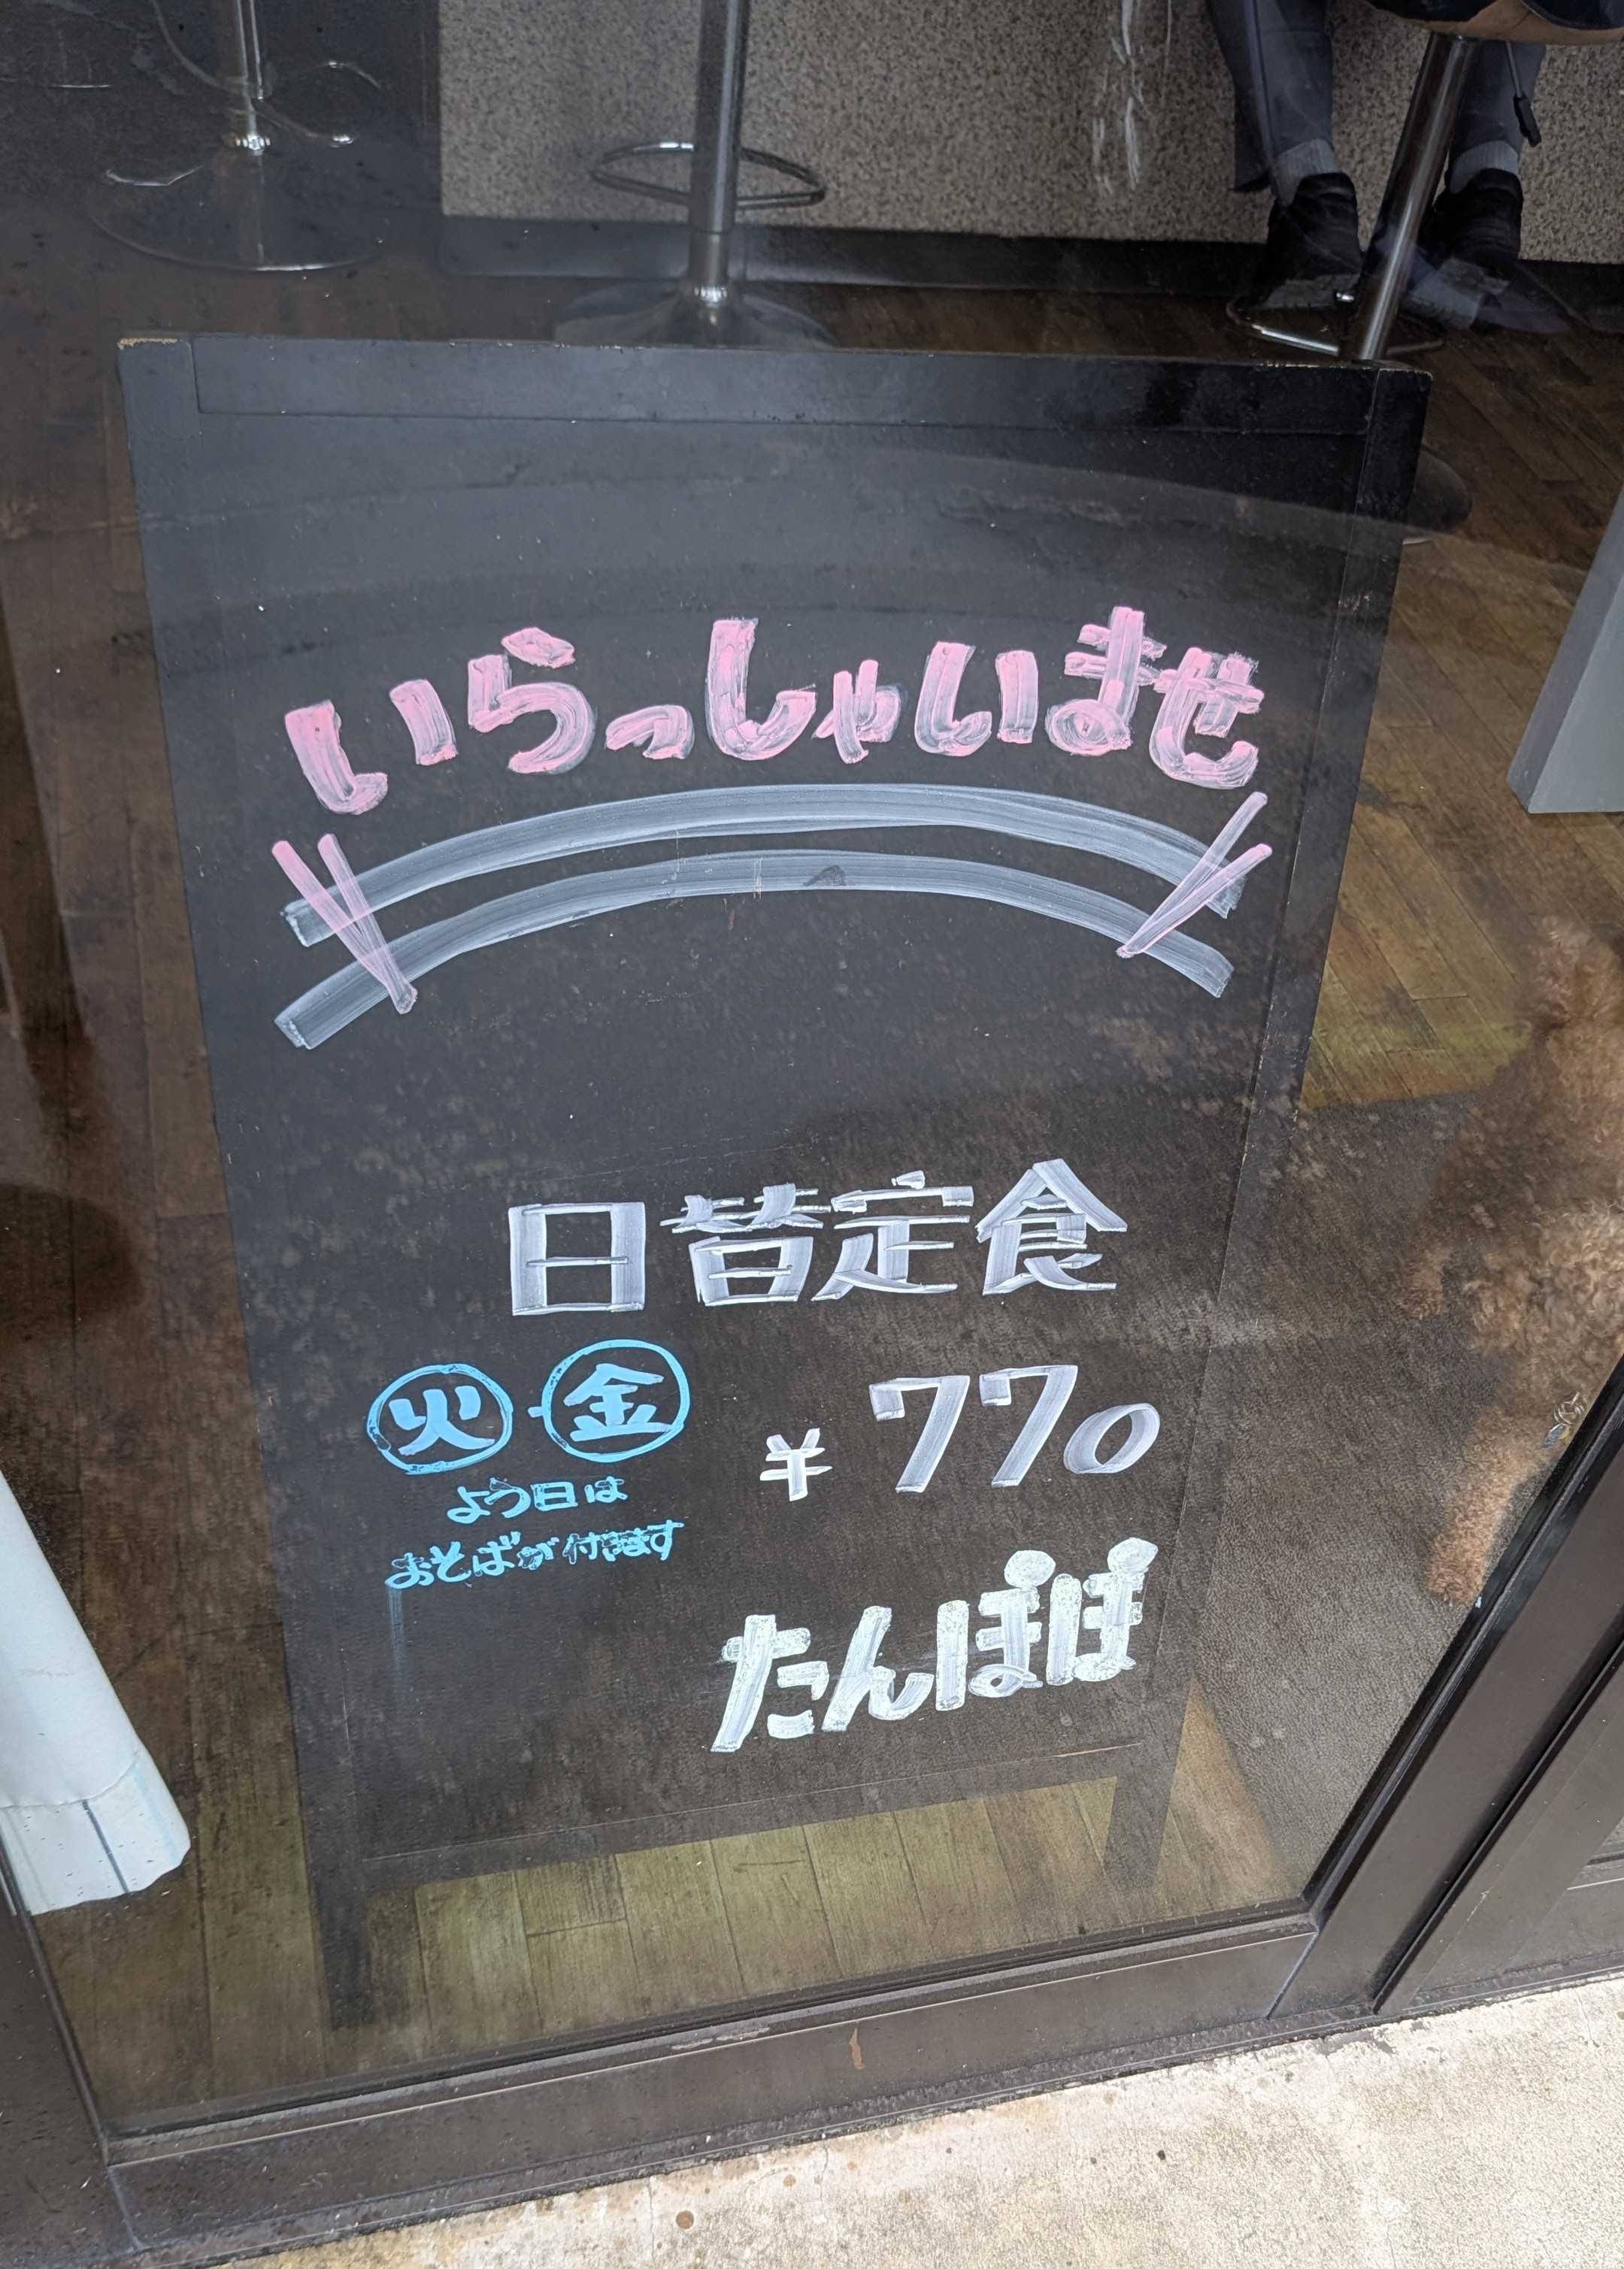 いらっしゃいませ
日替定食
火・金
¥770
よう日は
おそばが付きます
たんぽぽ